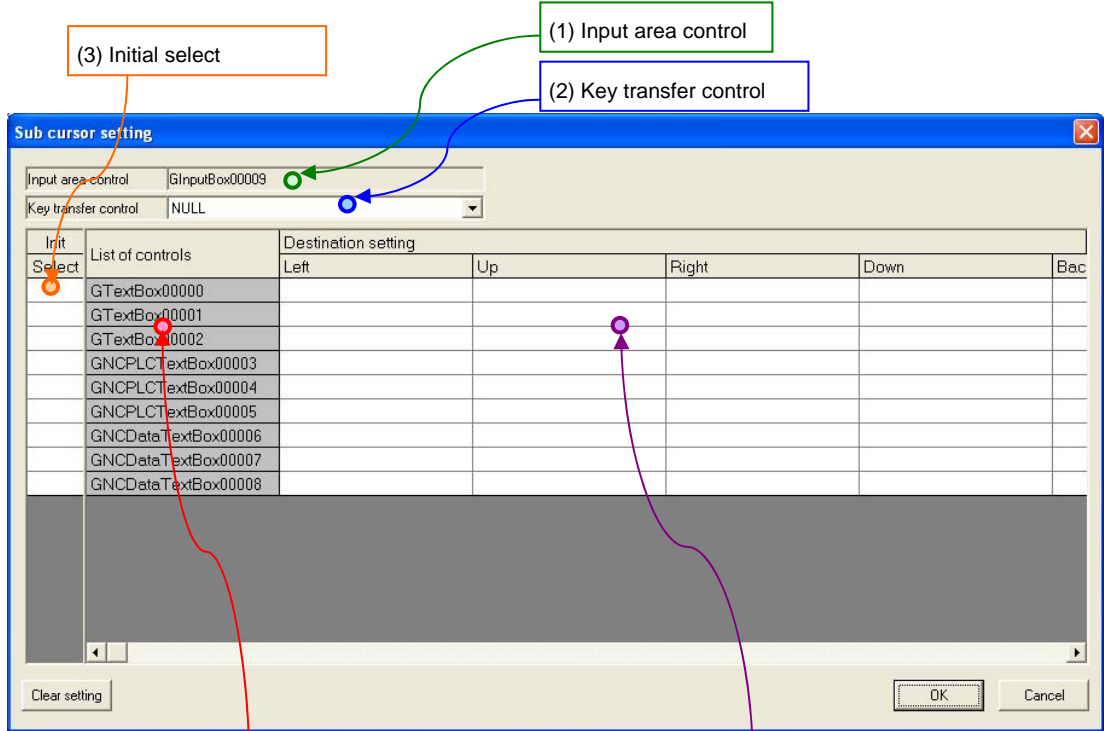 (1) Input area control
(3) Initial select
(2) Key transfer control
Sub cursor setting
Input area control GInputBox00009
Key transfer control NULL
Init List of controls Destination setting
Select Left Up Right Down Bac
GTextBox00000
GTextBox00001
GTextBox00002
GNCPLCTextBox00003
GNCPLCTextBox00004
GNCPLCTextBox00005
GNCDataTextBox00006
GNCDataTextBox00007
GNCDataTextBox00008
Clear setting OK Cancel